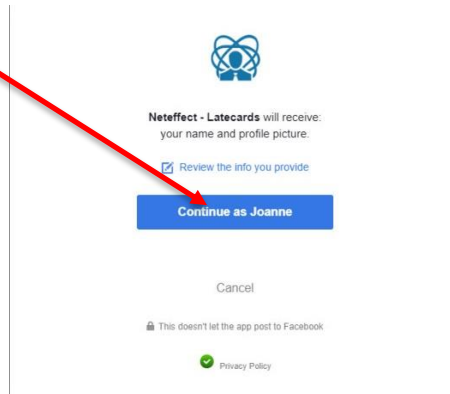 Neteffect - Latecards will receive:
your name and profile picture.
Review the info you provide
Continue as Joanne
Cancel
This doesn't let the app post to Facebook
Privacy Policy